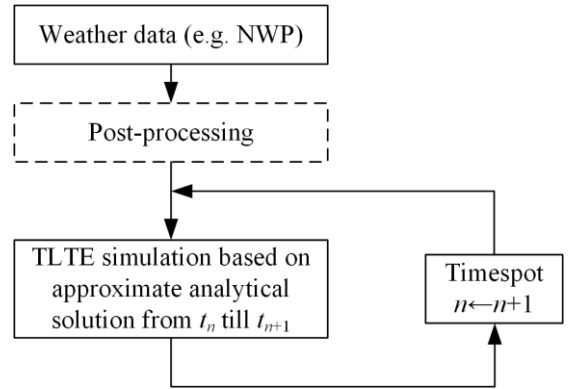 Weather data (e.g. NWP)
Post-processing
TLTE simulation based on
approximate analytical
solution from tn till tn+1
Timespot
n←n+1